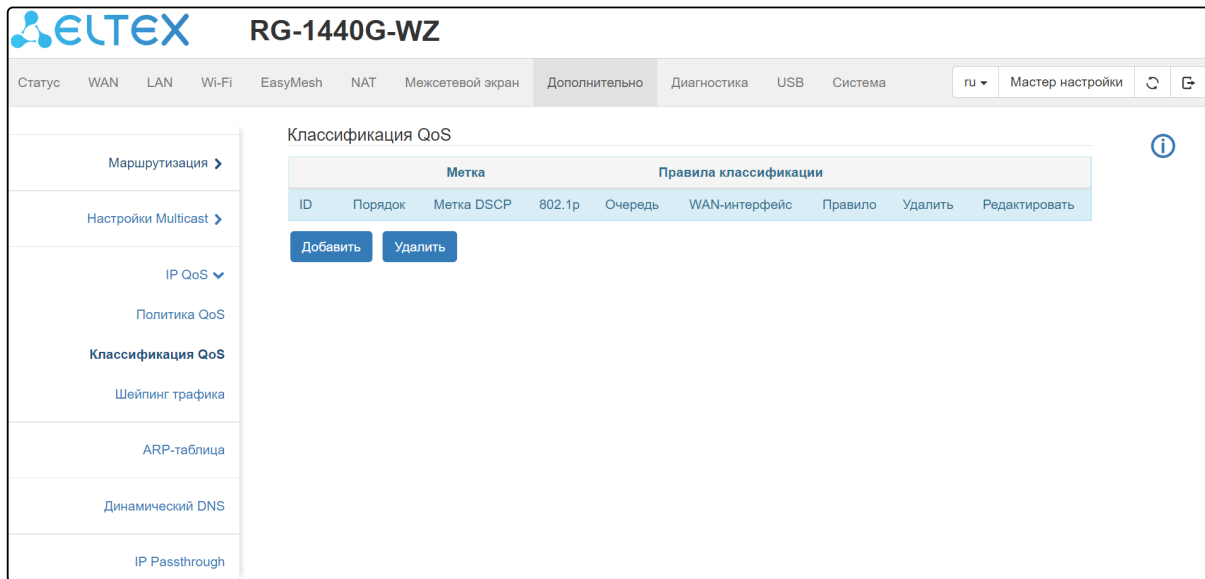 ELTEX RG-1440G-WZ
Статус WAN LAN Wi-Fi EasyMesh NAT Межсетевой экран Дополнительно Диагностика USB Система ru Мастер настройки
Маршрутизация
Настройки Multicast
IP QoS
Политика QoS
Классификация QoS
Шейпинг трафика
ARP-таблица
Динамический DNS
IP Passthrough
Классификация QoS
Метка Правила классификации
ID Порядок Метка DSCP 802.1p Очередь WAN-интерфейс Правило Удалить Редактировать
Добавить Удалить